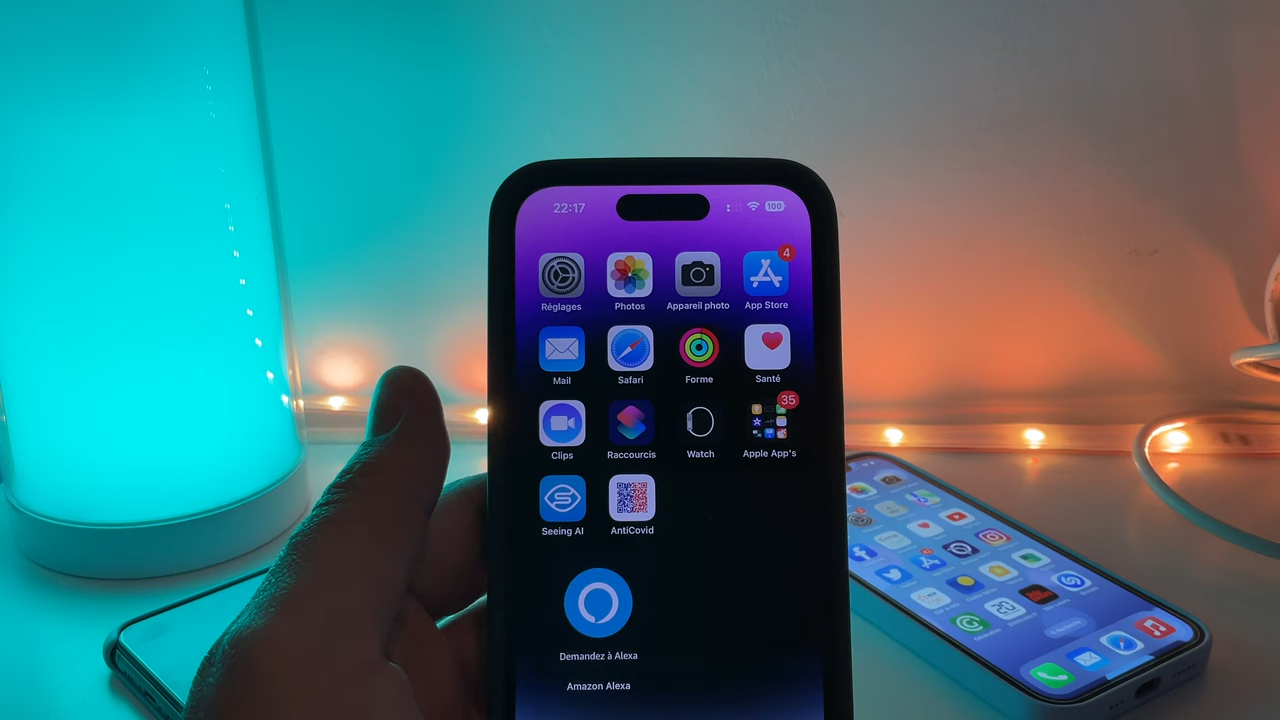 22:17
100
4
Réglages
Photos
Appareil photo
App Store
Mail
Safari
Forme
Santé
35
Clips
Raccourcis
Watch
Apple App's
Seeing AI
AntiCovid
Demandez à Alexa
Amazon Alexa
20